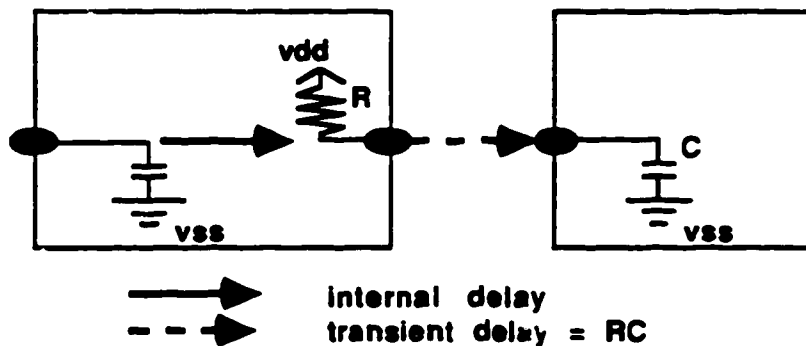 vdd
R
C
vss
vss
internal delay
transient delay = RC